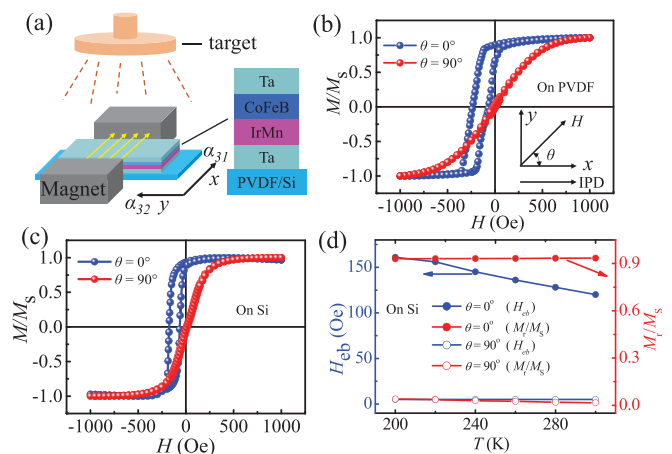 (a)
target
Ta
CoFeB
IrMn
Ta
PVDF/Si
Magnet
α31
x
α32 y
(b)
M/MS
1.0
0.5
0.0
-0.5
-1.0
θ = 0°
θ = 90°
On PVDF
y
H
θ
x
IPD
-1000 -500 0 500 1000
H (Oe)
(c)
M/MS
1.0
0.5
0.0
-0.5
-1.0
θ = 0°
θ = 90°
On Si
-1000 -500 0 500 1000
H (Oe)
(d)
Heb (Oe)
150
100
50
0
On Si
θ = 0° (Heb)
θ = 0° (Mr/MS)
θ = 90° (Heb)
θ = 90° (Mr/MS)
0.9
0.6
0.3
0.0
Mr/MS
200 240 280
T (K)